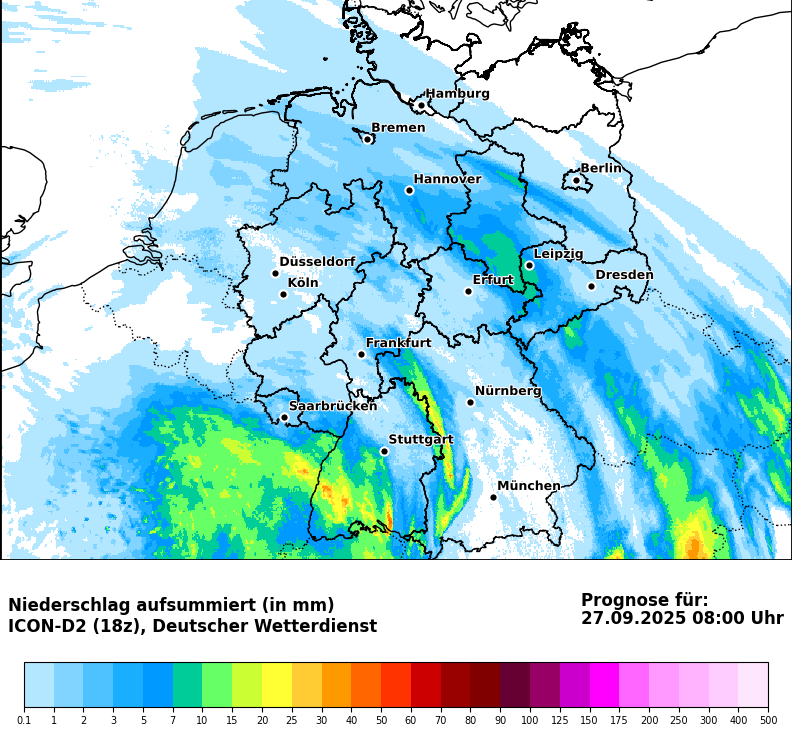 Hamburg
Bremen
Berlin
Hannover
Leipzig
Düsseldorf
Dresden
Köln
Erfurt
Frankfurt
Nürnberg
Saarbrücken
Stuttgart
München
Niederschlag aufsummiert (in mm)
ICON-D2 (18z), Deutscher Wetterdienst
Prognose für:
27.09.2025 08:00 Uhr
0.1 1 2 3 5 7 10 15 20 25 30 40 50 60 70 80 90 100 125 150 175 200 250 300 400 500